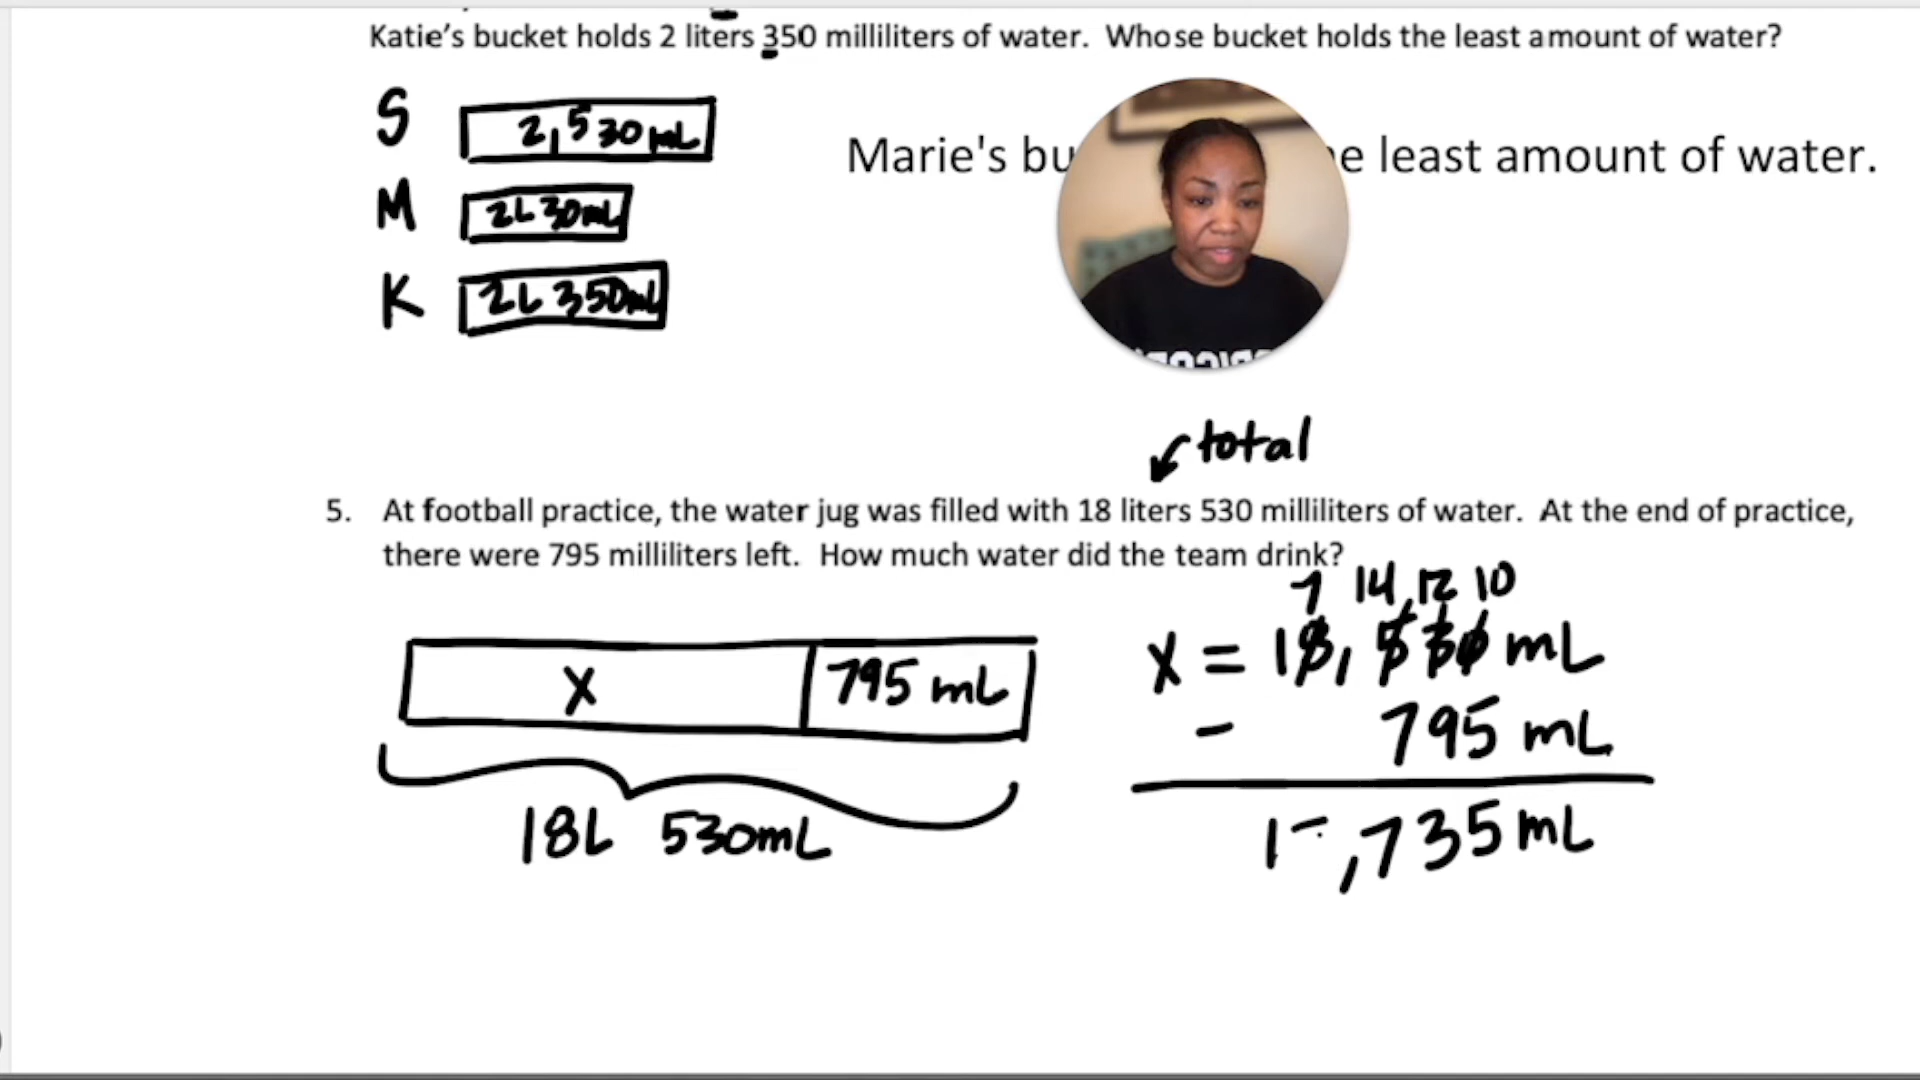 Katie's bucket holds 2 liters 350 milliliters of water. Whose bucket holds the least amount of water?
S 2,530 mL
M 2L 30mL
K 2L 350mL
Marie's least amount of water.
total
5. At football practice, the water jug was filled with 18 liters 530 milliliters of water. At the end of practice,
there were 795 milliliters left. How much water did the team drink?
7 14 12 10
x = 18,530 mL
- 795 mL
,735 mL
x 795 mL
18L 530mL